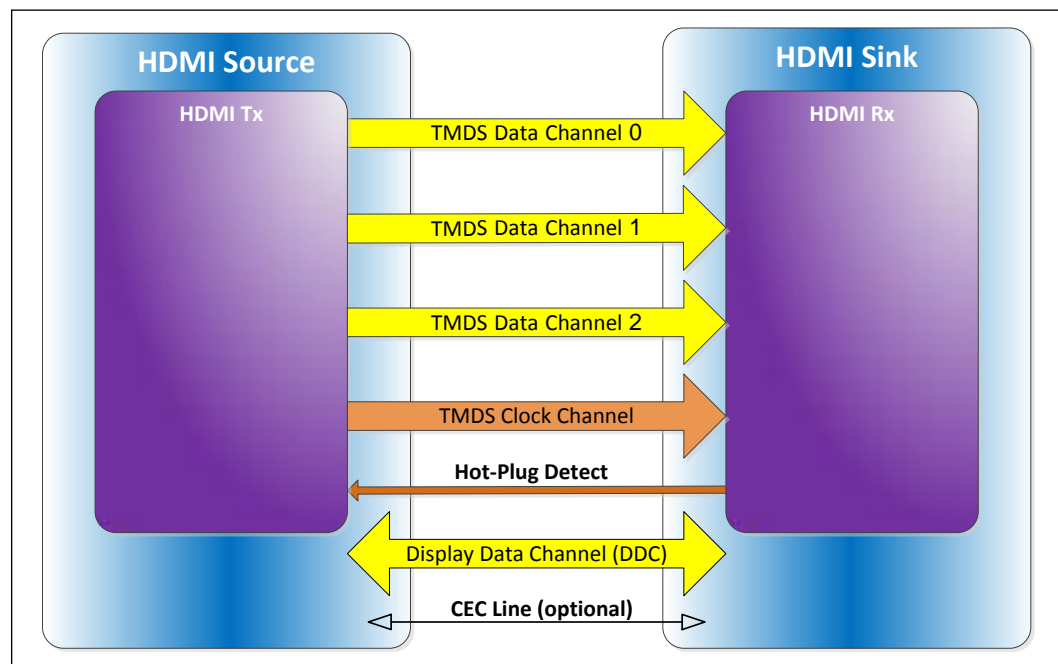 HDMI Source
HDMI Sink
HDMI Tx
HDMI Rx
TMDS Data Channel 0
TMDS Data Channel 1
TMDS Data Channel 2
TMDS Clock Channel
Hot-Plug Detect
Display Data Channel (DDC)
CEC Line (optional)